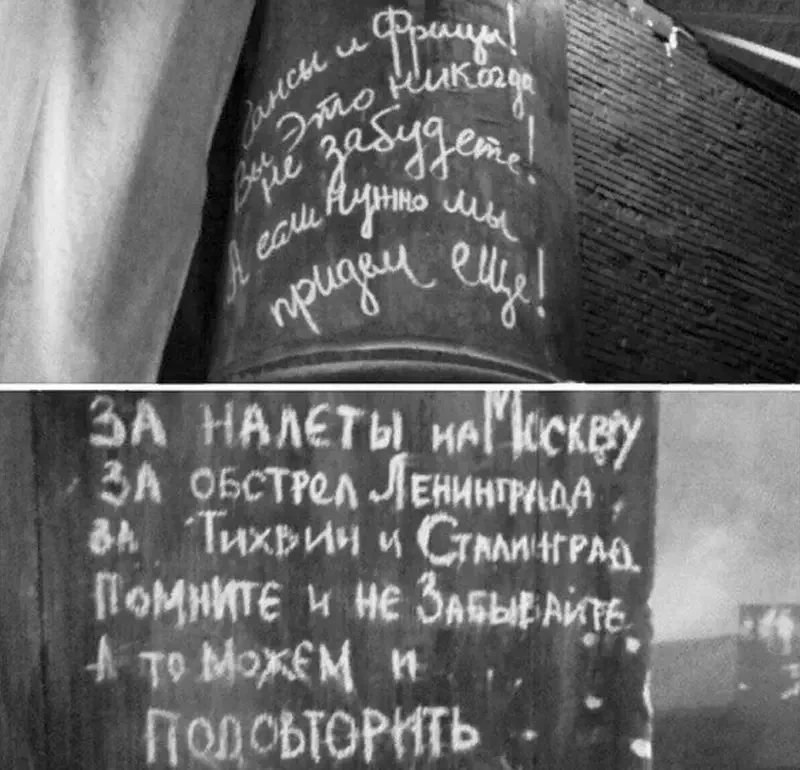 Гансы и Фрицы!
Вы это никогда
не забудете!
А если нужно мы
придем еще!
ЗА НАЛЕТЫ НА МОСКВУ
ЗА ОБСТРЕЛ ЛЕНИНГРАДА,
ЗА ТИХВИН И СТАЛИНГРАД
ПОМНИТЕ И НЕ ЗАБЫВАЙТЕ
А ТО МОЖЕМ И
ПОДОВТОРИТЬ